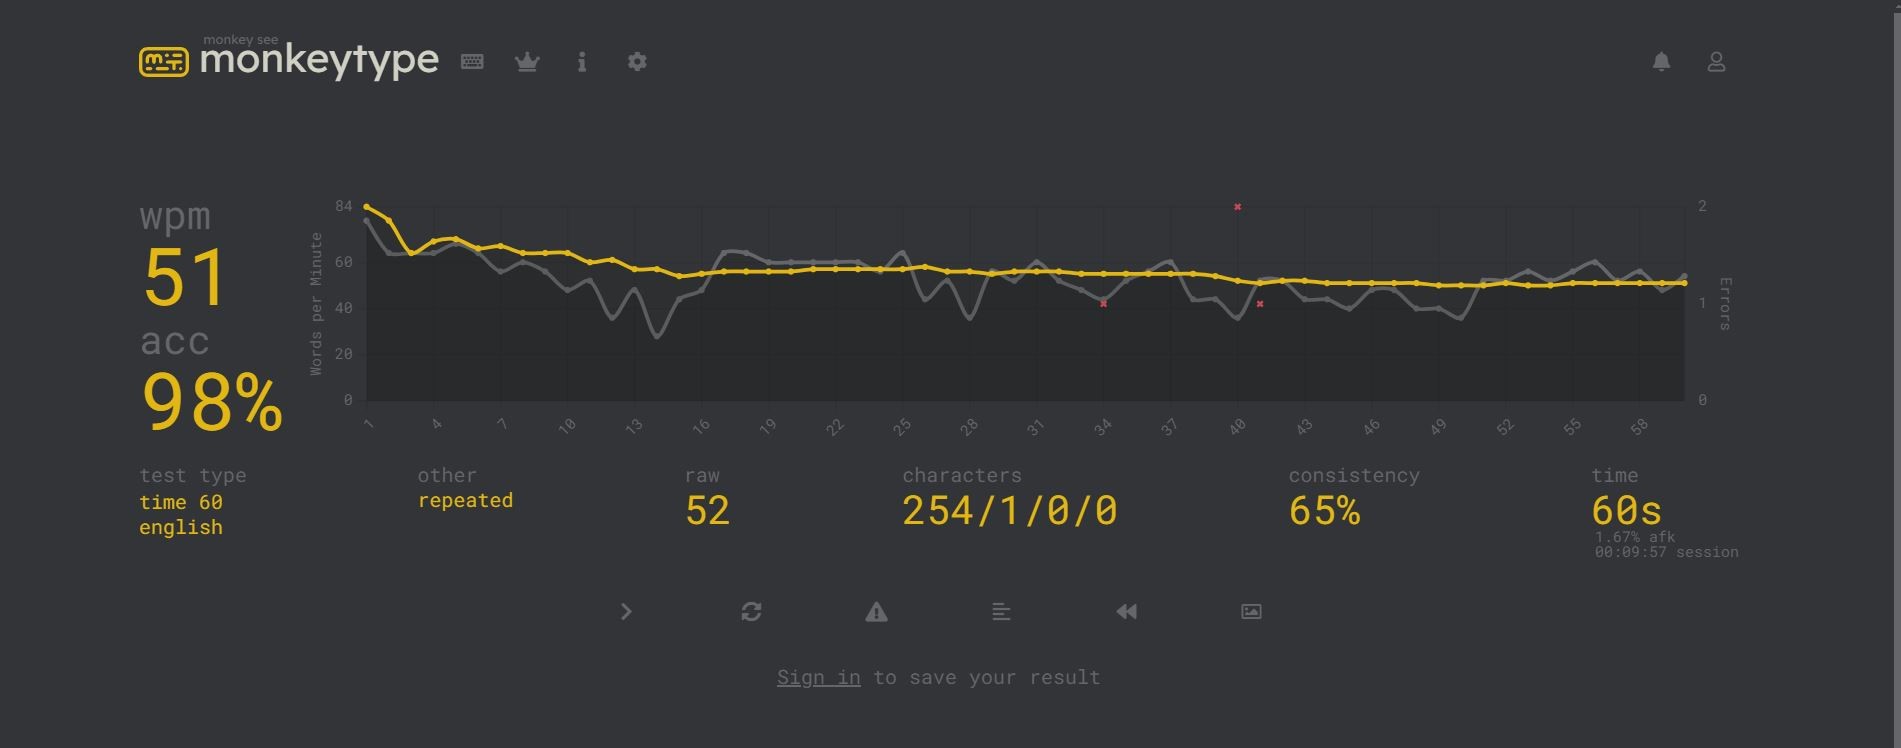 monkey see
monkeytype
wpm
51
acc
98%
Words per Minute
84
60
40
20
0
2
1
0
Errors
1 4 7 10 13 16 19 22 25 28 31 34 37 40 43 46 49 52 55 58
test type
time 60
english
other
repeated
raw
52
characters
254/1/0/0
consistency
65%
time
60s
1.67% afk
00:09:57 session
Sign in to save your result